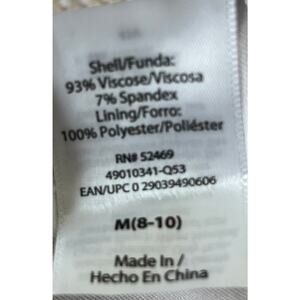 Shell/Funda:
93% Viscose/Viscosa
7% Spandex
Lining/Forro:
100% Polyester/Poliéster
RN# 52469
49010341-Q53
EAN/UPC 0 29039490606
M(8-10)
Made In /
Hecho En China